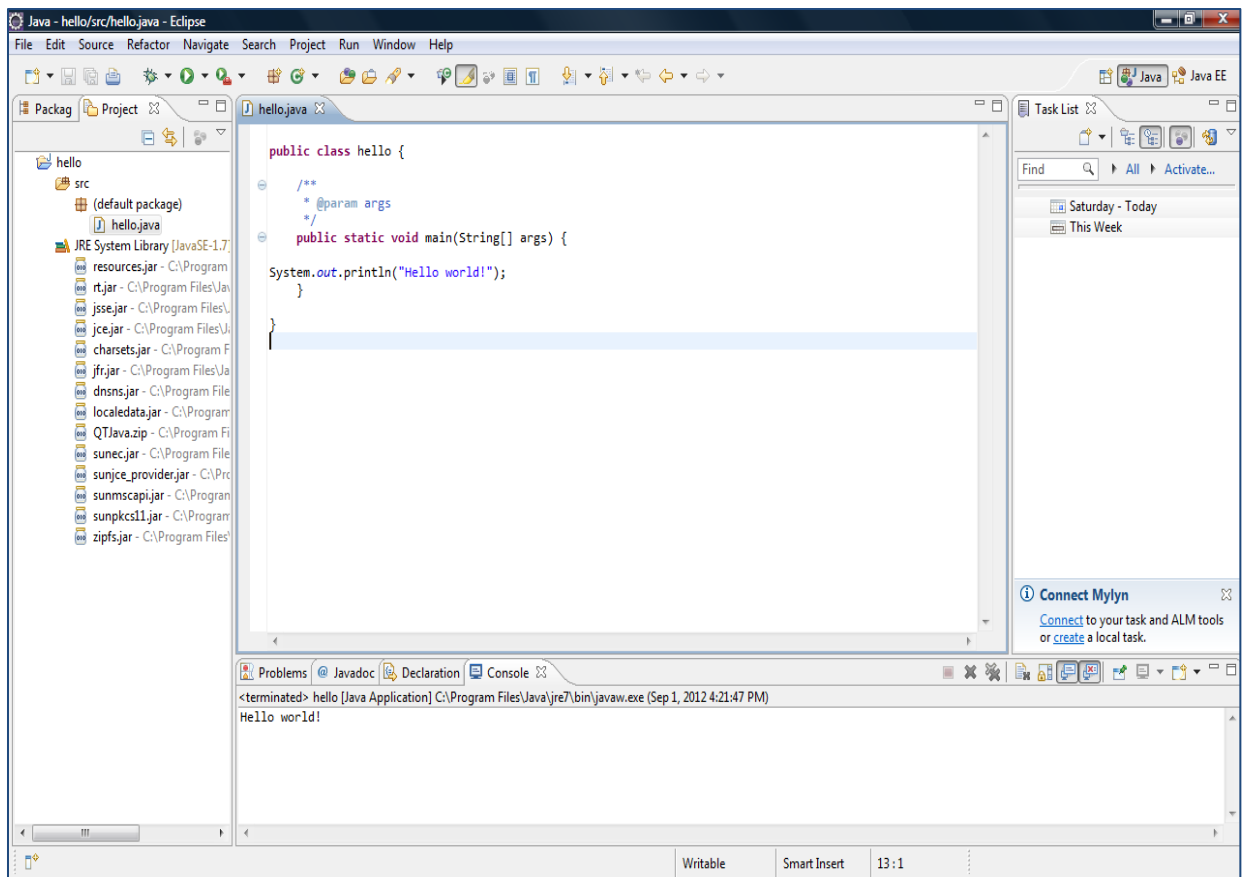 Java - hello/src/hello.java - Eclipse
File Edit Source Refactor Navigate Search Project Run Window Help
Java Java EE
Packag Project
hello
src
(default package)
hello.java
JRE System Library [JavaSE-1.7]
resources.jar - C:\Program
rt.jar - C:\Program Files\Jav
jsse.jar - C:\Program Files\
jce.jar - C:\Program Files\Ja
charsets.jar - C:\Program F
jfr.jar - C:\Program Files\Ja
dnsns.jar - C:\Program File
localedata.jar - C:\Program
QTJava.zip - C:\Program Fi
sunec.jar - C:\Program File
sunjce_provider.jar - C:\Pro
sunmscapi.jar - C:\Program
sunpkcs11.jar - C:\Program
zipfs.jar - C:\Program Files\
hello.java
public class hello {
/**
* @param args
*/
public static void main(String[] args) {
System.out.println("Hello world!");
}
}
Task List
Find All Activate...
Saturday - Today
This Week
Connect Mylyn
Connect to your task and ALM tools
or create a local task.
Problems @ Javadoc Declaration Console
<terminated> hello [Java Application] C:\Program Files\Java\jre7\bin\javaw.exe (Sep 1, 2012 4:21:47 PM)
Hello world!
Writable Smart Insert 13 : 1